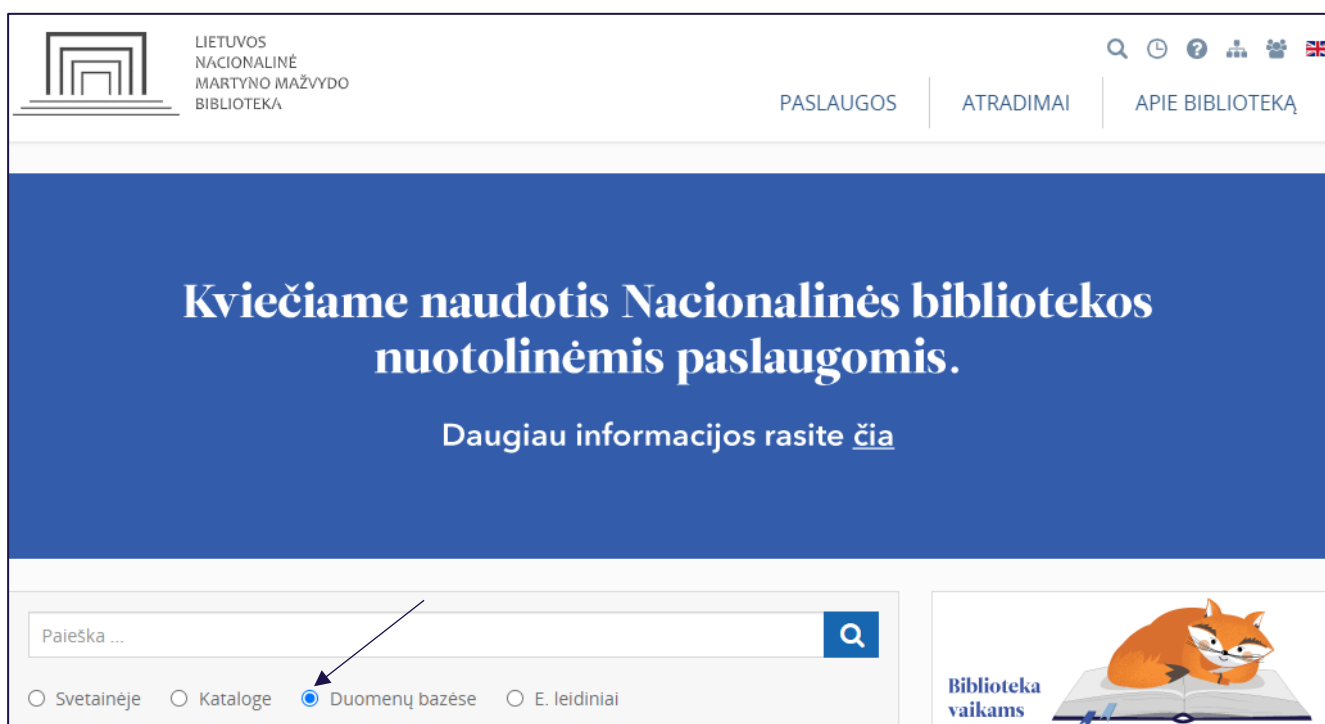 LIETUVOS
NACIONALINĖ
MARTYNO MAŽVYDO
BIBLIOTEKA
PASLAUGOS
ATRADIMAI
APIE BIBLIOTEKĄ
Kviečiame naudotis Nacionalinės bibliotekos
nuotolinėmis paslaugomis.
Daugiau informacijos rasite čia
Paieška ...
Svetainėje Kataloge Duomenų bazėse E. leidiniai
Biblioteka
vaikams